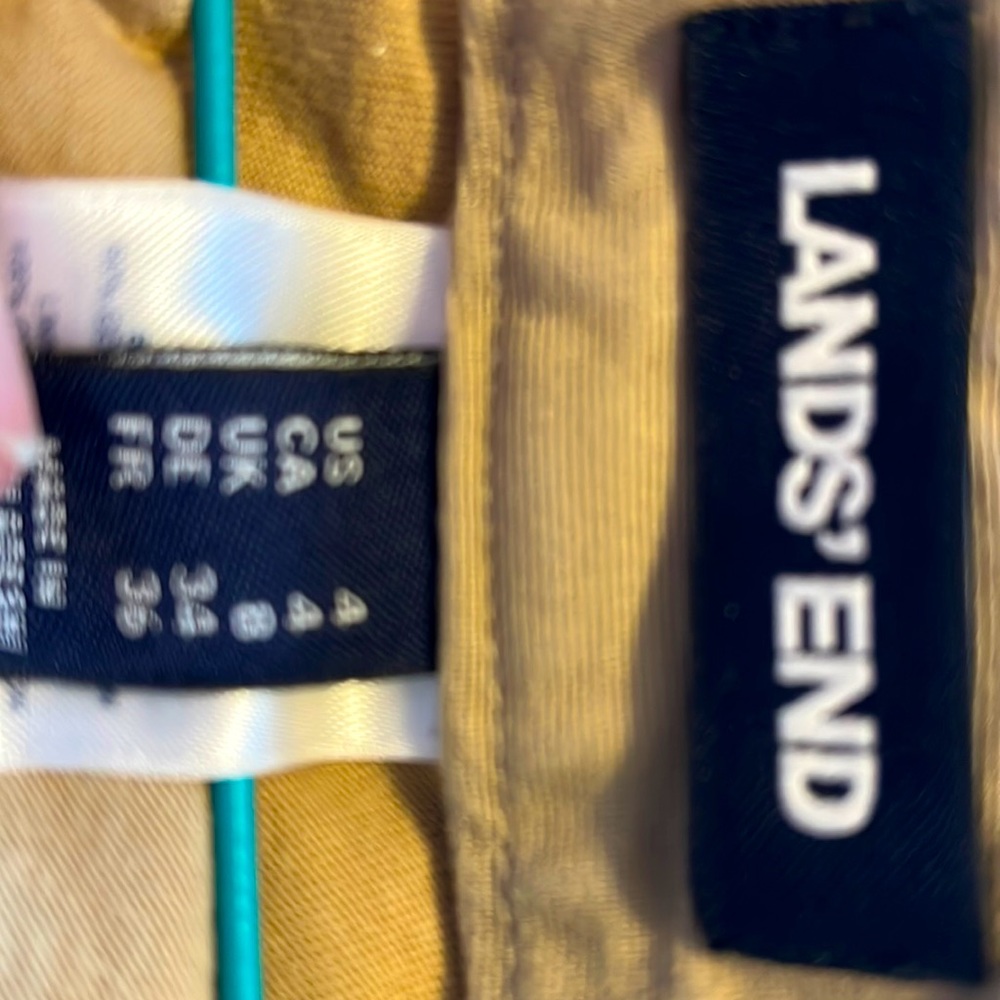 LANDS' END
US 4
CA 4
UK 8
DE 34
FR 36